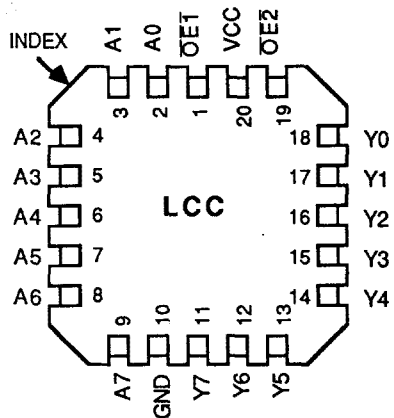 INDEX
A1 A0 O̅E̅1 VCC O̅E̅2
3 2 1 20 19
A2 4 18 Y0
A3 5 17 Y1
A4 6 LCC 16 Y2
A5 7 15 Y3
A6 8 14 Y4
9 10 11 12 13
A7 GND Y7 Y6 Y5